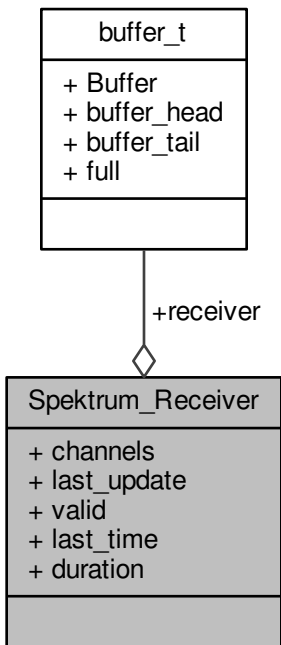 buffer_t
+ Buffer
+ buffer_head
+ buffer_tail
+ full
+receiver
Spektrum_Receiver
+ channels
+ last_update
+ valid
+ last_time
+ duration